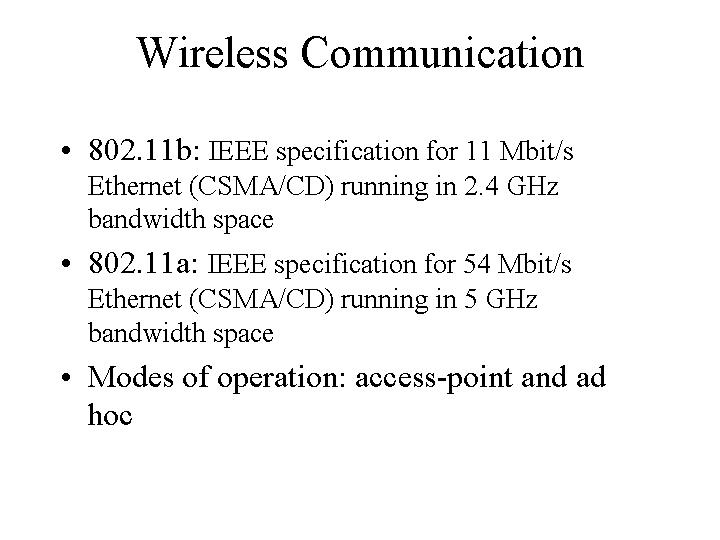 Wireless Communication
• 802.11b: IEEE specification for 11 Mbit/s
Ethernet (CSMA/CD) running in 2.4 GHz
bandwidth space
• 802.11a: IEEE specification for 54 Mbit/s
Ethernet (CSMA/CD) running in 5 GHz
bandwidth space
• Modes of operation: access-point and ad
hoc